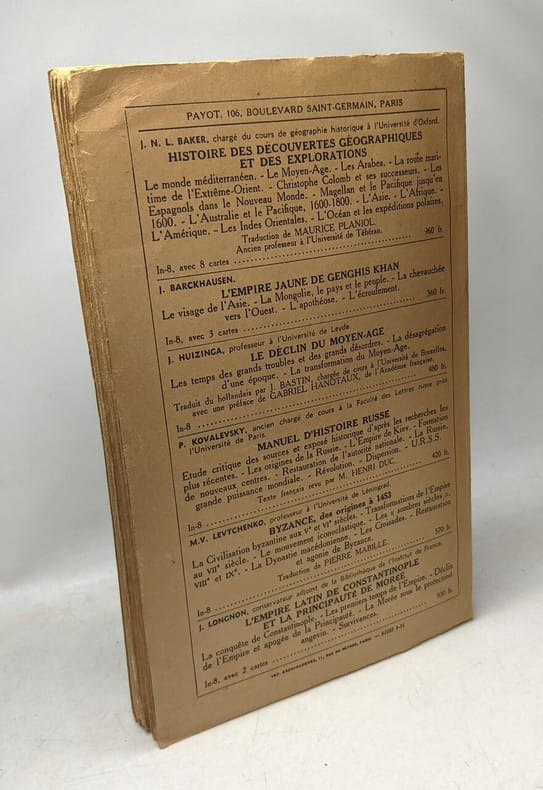 PAYOT, 106, BOULEVARD SAINT-GERMAIN, PARIS
J. N. L. BAKER, chargé du cours de géographie historique à l'Université d'Oxford.
HISTOIRE DES DÉCOUVERTES GÉOGRAPHIQUES
ET DES EXPLORATIONS
Le monde méditerranéen. - Le Moyen-Age. - Les Arabes. - La route mari-
time de l'Extrême-Orient. - Christophe Colomb et ses successeurs. - Les
Espagnols dans le Nouveau Monde. - Magellan et le Pacifique jusqu'en
1600. - L'Australie et le Pacifique, 1600-1800. - L'Asie. - L'Afrique. -
L'Amérique. - Les Indes Orientales. - L'Océan et les expéditions polaires.
Traduction de MAURICE PLANIOL.
Ancien professeur à l'Université de Téhéran.
In-8, avec 8 cartes 960 fr.
J. BARCKHAUSEN.
L'EMPIRE JAUNE DE GENGHIS KHAN
Le visage de l'Asie. - La Mongolie, le pays et le peuple. - La chevauchée
vers l'Ouest. - L'apothéose. - L'écroulement.
In-8, avec 3 cartes 360 fr.
J. HUIZINGA, professeur à l'Université de Leyde.
LE DÉCLIN DU MOYEN-AGE
Les temps des grands troubles et des grands désordres. - La désagrégation
d'une époque. - La transformation du Moyen-Age.
Traduit du hollandais par J. BASTIN, chargée de cours à l'Université de Bruxelles,
avec une préface de GABRIEL HANOTAUX, de l'Académie française.
In-8 480 fr.
P. KOVALEVSKY, ancien chargé de cours à la Faculté des Lettres russe près
l'Université de Paris.
MANUEL D'HISTOIRE RUSSE
Etude critique des sources et exposé historique d'après les recherches les
plus récentes. - Les origines de la Russie. - L'Empire de Kiev. - Formation
de nouveaux centres. - Restauration de l'autorité nationale. - La Russie,
grande puissance mondiale. - Révolution. - Dispersion. - U.R.S.S.
Texte français revu par M. HENRI DUC.
In-8 420 fr.
M.V. LEVTCHENKO, professeur à l'Université de Léningrad.
BYZANCE, des origines à 1453
La Civilisation byzantine aux Vᵉ et VIᵉ siècles. - Transformations de l'Empire
au VIIᵉ siècle. - Le mouvement iconoclastique. - Les « sombres siècles »,
VIIIᵉ et IXᵉ. - La Dynastie macédonienne. - Les Croisades. - Restauration
et agonie de Byzance.
Traduction de PIERRE MABILLE.
In-8 570 fr.
J. LONGNON, conservateur adjoint de la Bibliothèque de l'Institut de France.
L'EMPIRE LATIN DE CONSTANTINOPLE
ET LA PRINCIPAUTÉ DE MORÉE
La conquête de Constantinople. - Les premiers temps de l'Empire. - Déclin
de l'Empire et apogée de la Principauté. - La Morée sous le protectorat
angevin. - Survivances.
In-8, avec 2 cartes 930 fr.